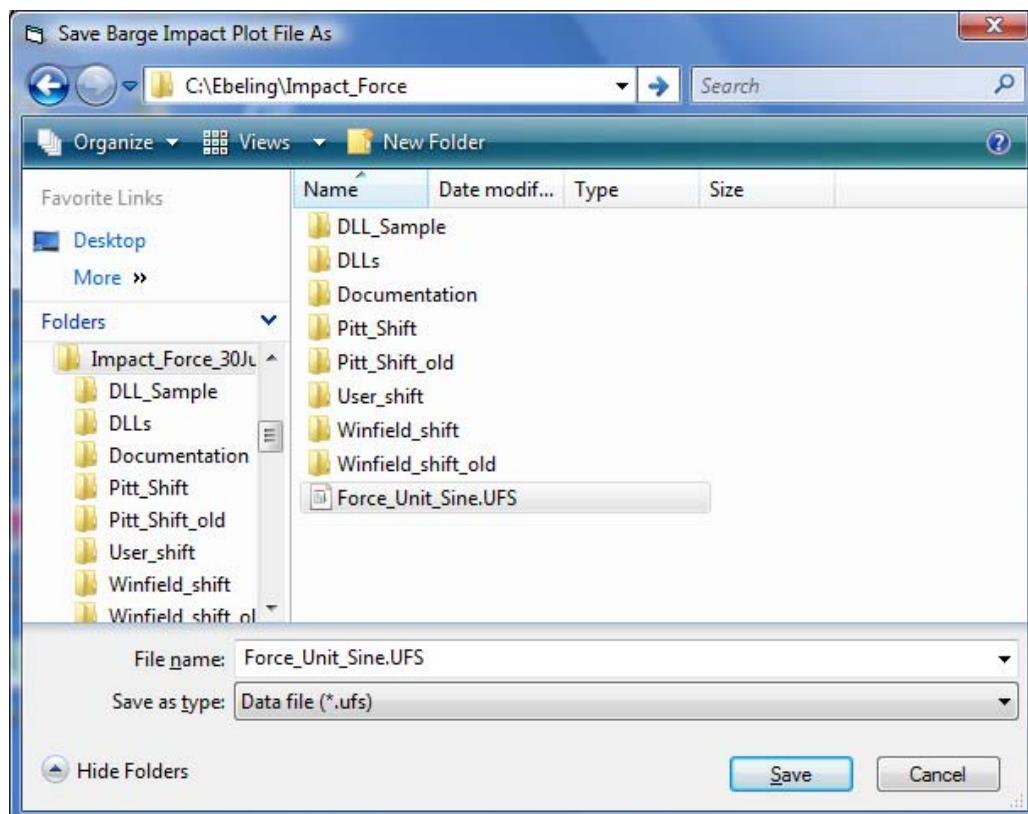 Save Barge Impact Plot File As
C:\Ebeling\Impact_Force
Search
Organize Views New Folder
Favorite Links
Desktop
More »
Folders
Impact_Force_30Ju
DLL_Sample
DLLs
Documentation
Pitt_Shift
Pitt_Shift_old
User_shift
Winfield_shift
Winfield_shift_ol
Name Date modif... Type Size
DLL_Sample
DLLs
Documentation
Pitt_Shift
Pitt_Shift_old
User_shift
Winfield_shift
Winfield_shift_old
Force_Unit_Sine.UFS
File name: Force_Unit_Sine.UFS
Save as type: Data file (*.ufs)
Hide Folders
Save Cancel